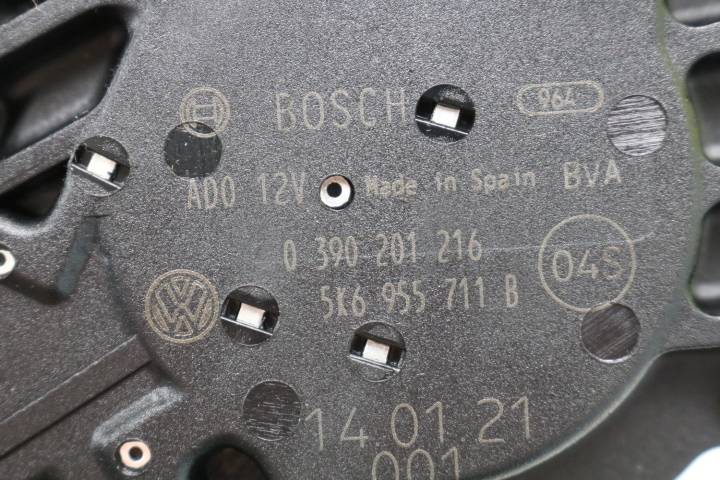 BOSCH 964
ADO 12V Made in Spain BVA
0 390 201 216
04S
5K6 955 711 B
14.01.21
001